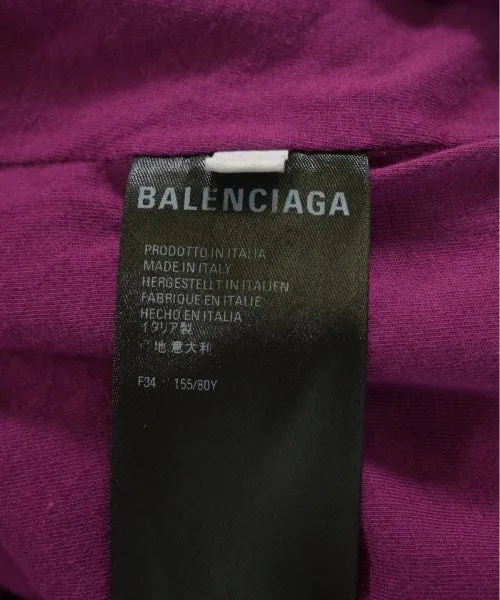 BALENCIAGA
PRODOTTO IN ITALIA
MADE IN ITALY
HERGESTELLT IN ITALIEN
FABRIQUE EN ITALIE
HECHO EN ITALIA
イタリア製
地 意大利
F34 155/80Y